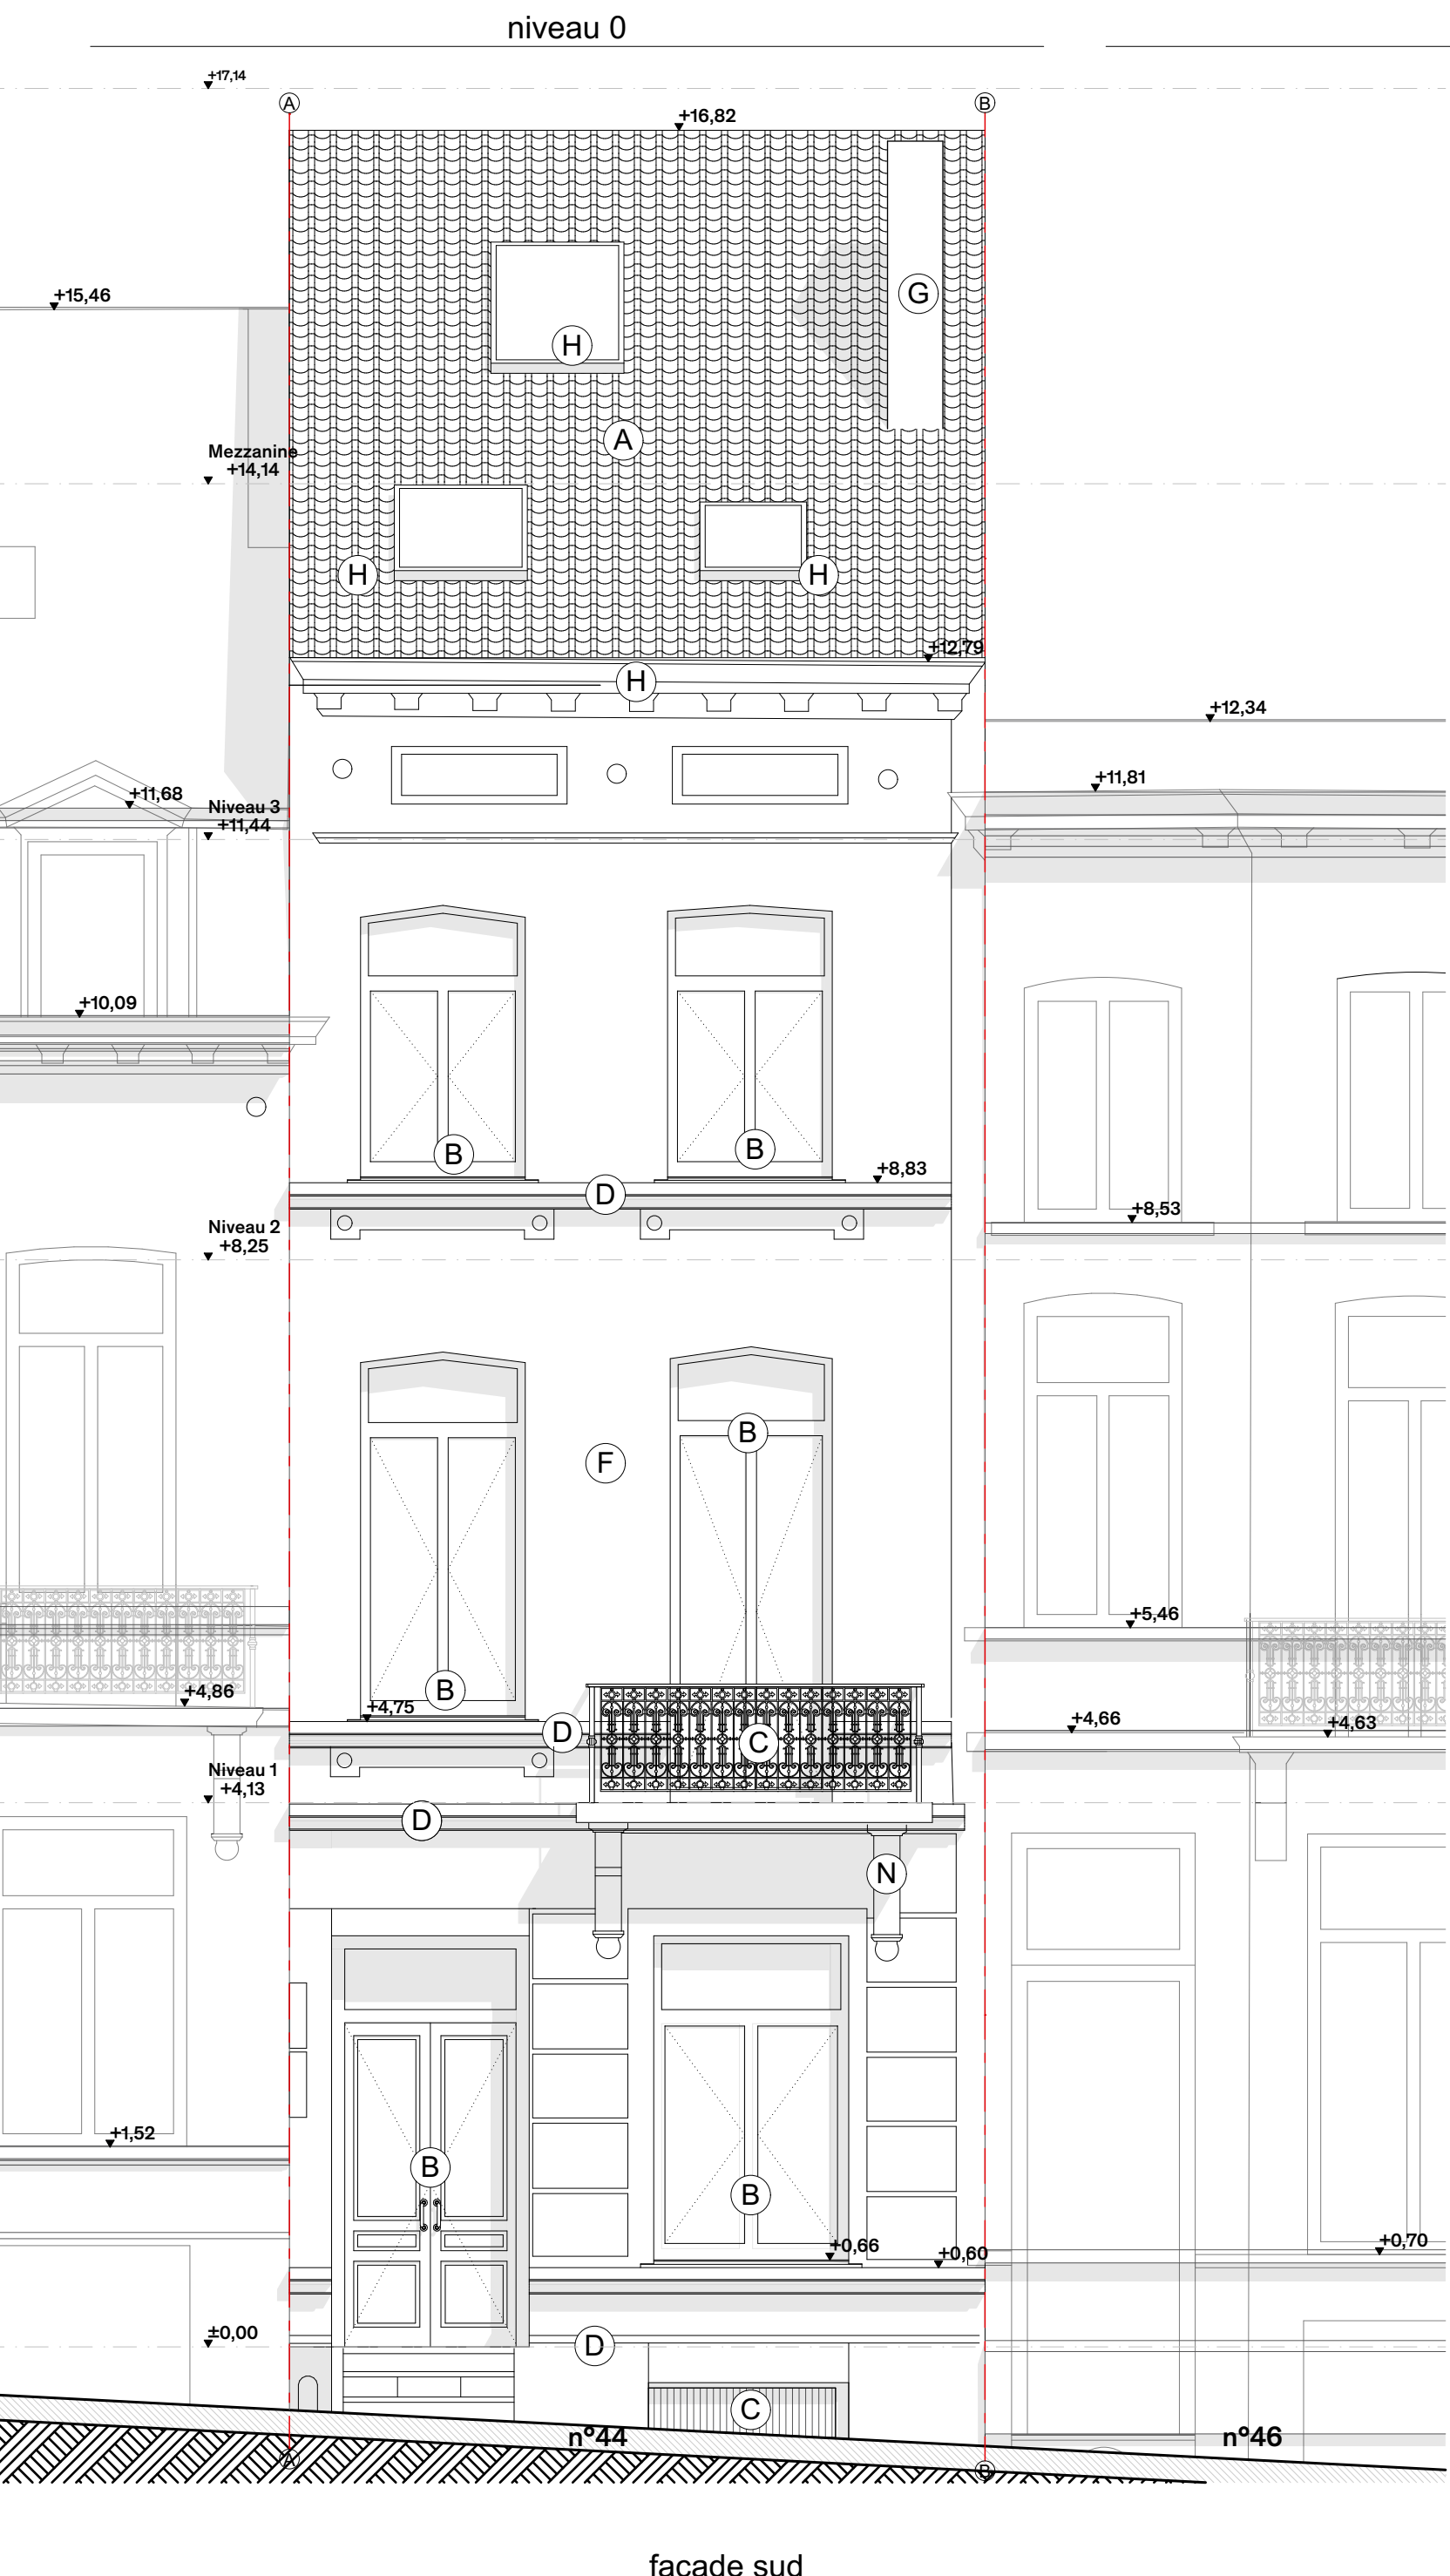 niveau 0
+17,14
A
B
+16,82
+15,46
G
H
A
Mezzanine
+14,14
H
H
+12,79
H
+12,34
+11,81
+11,68
Niveau 3
+11,44
+10,09
B
B
+8,83
D
+8,53
Niveau 2
+8,25
B
F
+5,46
B
+4,86
+4,75
D
C
+4,66
+4,63
Niveau 1
+4,13
D
N
+1,52
B
B
+0,66
+0,60
+0,70
±0,00
D
C
n°44
n°46
A
B
facade sud